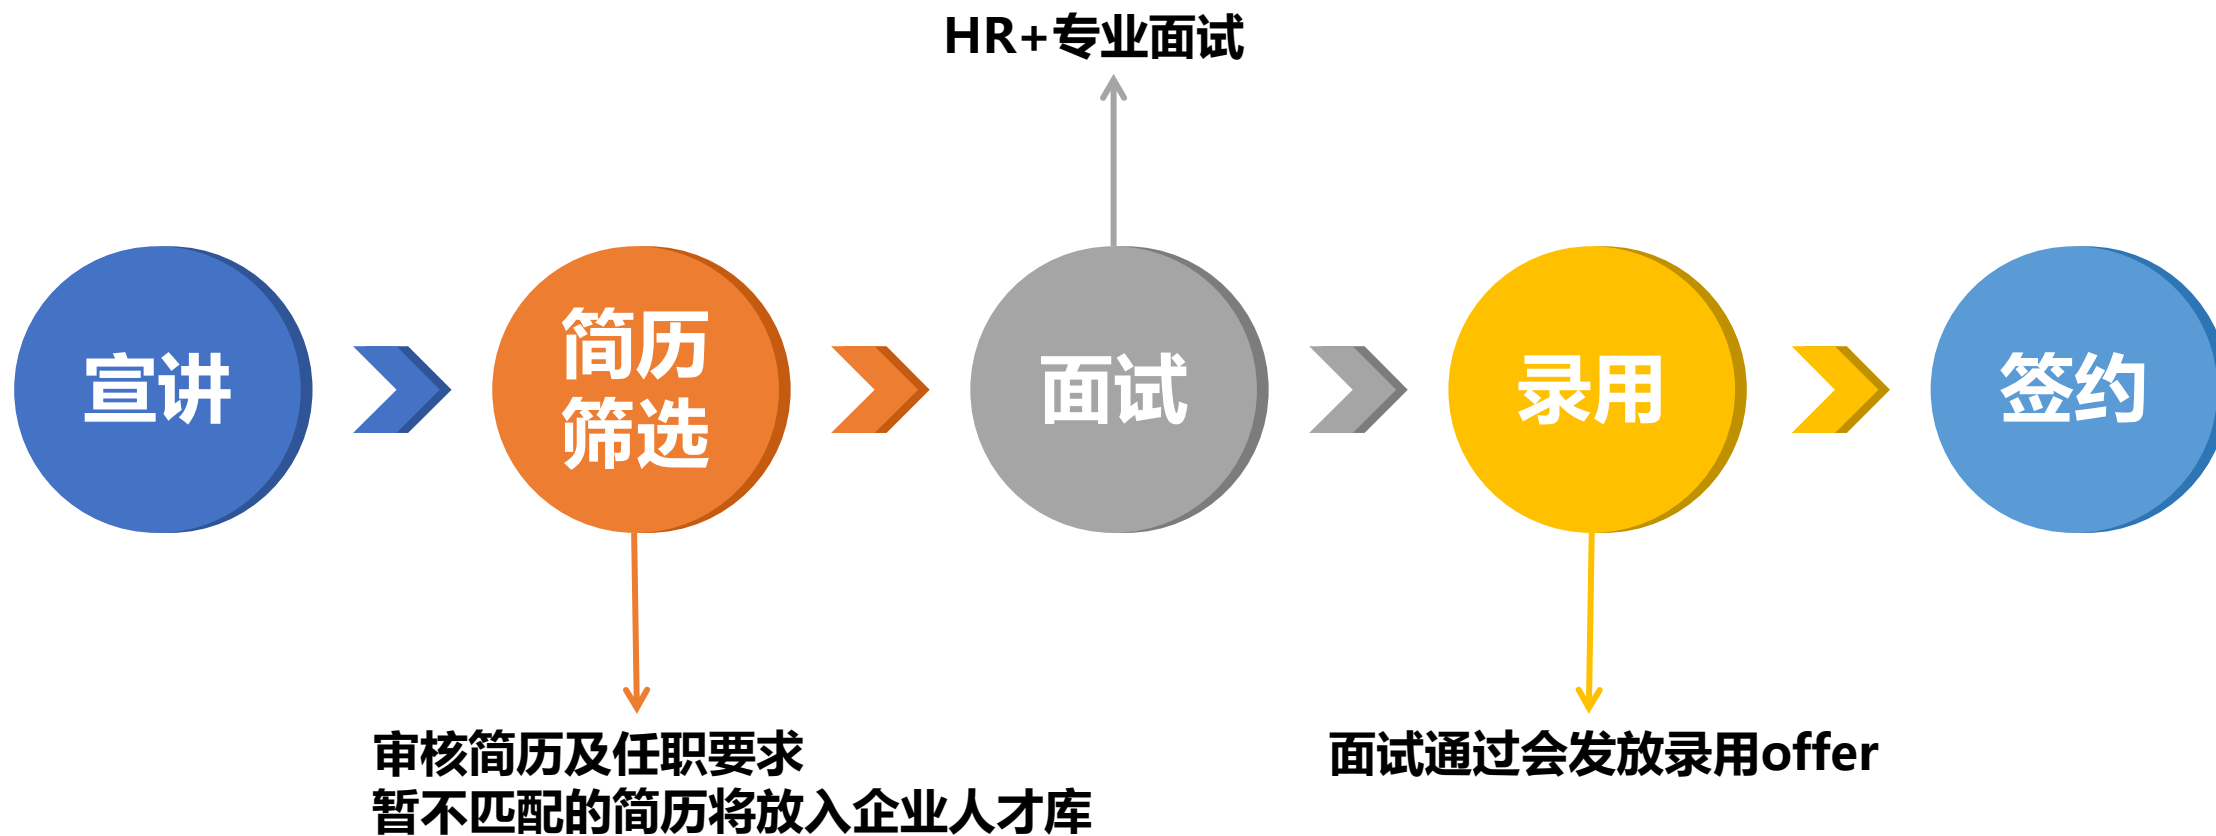 HR+专业面试
宣讲
简历
筛选
面试
录用
签约
审核简历及任职要求
暂不匹配的简历将放入企业人才库
面试通过会发放录用offer